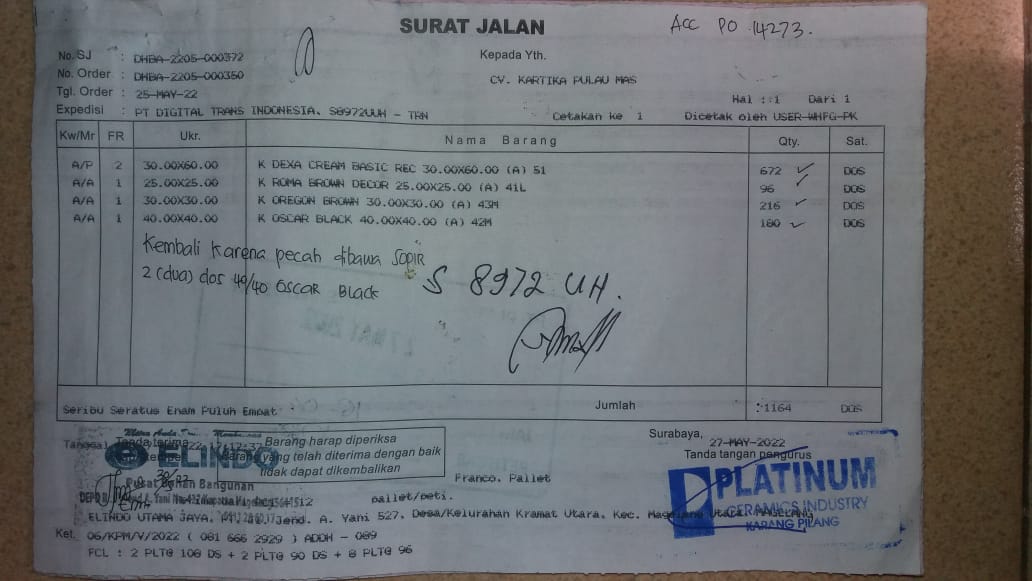 SURAT JALAN
Acc PO 14273.
No. SJ : DHBA-2205-000372
Kepada Yth.
No. Order : DHBA-2205-000350
CV. KARTIKA PULAU MAS
Tgl. Order : 25-MAY-22
Hal : 1 Dari 1
Expedisi : PT DIGITAL TRANS INDONESIA. S8972UUH - TRN
Cetakan ke 1 Dicetak oleh USER-WHFG-PK
Kw/Mr FR Ukr. Nama Barang Qty. Sat.
A/P 2 30.00X60.00 K DEXA CREAM BASIC REC 30.00X60.00 (A) 51 672 DOS
A/A 1 25.00X25.00 K ROMA BROWN DECOR 25.00X25.00 (A) 41L 96 DOS
A/A 1 30.00X30.00 K OREGON BROWN 30.00X30.00 (A) 43M 216 DOS
A/A 1 40.00X40.00 K OSCAR BLACK 40.00X40.00 (A) 42M 180 DOS
Kembali karena pecah dibawa SOPIR
2 (dua) dos 40/40 OSCAR Black
S 8972 UH.
Seribu Seratus Enam Puluh Empat Jumlah :1164 DOS
Surabaya, 27-MAY-2022
Tanda tangan pengurus
Tanda terima
Barang harap diperiksa
Barang yang telah diterima dengan baik
tidak dapat dikembalikan
ELINDO
Pusat Bahan Bangunan
Franco. Pallet
pallet/peti.
PLATINUM
CERAMICS INDUSTRY
KARANG PILANG
ELINDO UTAMA JAYA. PT. Jl. Jend. A. Yani 527. Desa/Kelurahan Kramat Utara. Kec. Magelang Utara. MAGELANG
Ket. 06/KPM/V/2022 ( 081 666 2929 ) ADDH - 089
FCL : 2 PLT@ 108 DS + 2 PLT@ 90 DS + 8 PLT@ 96